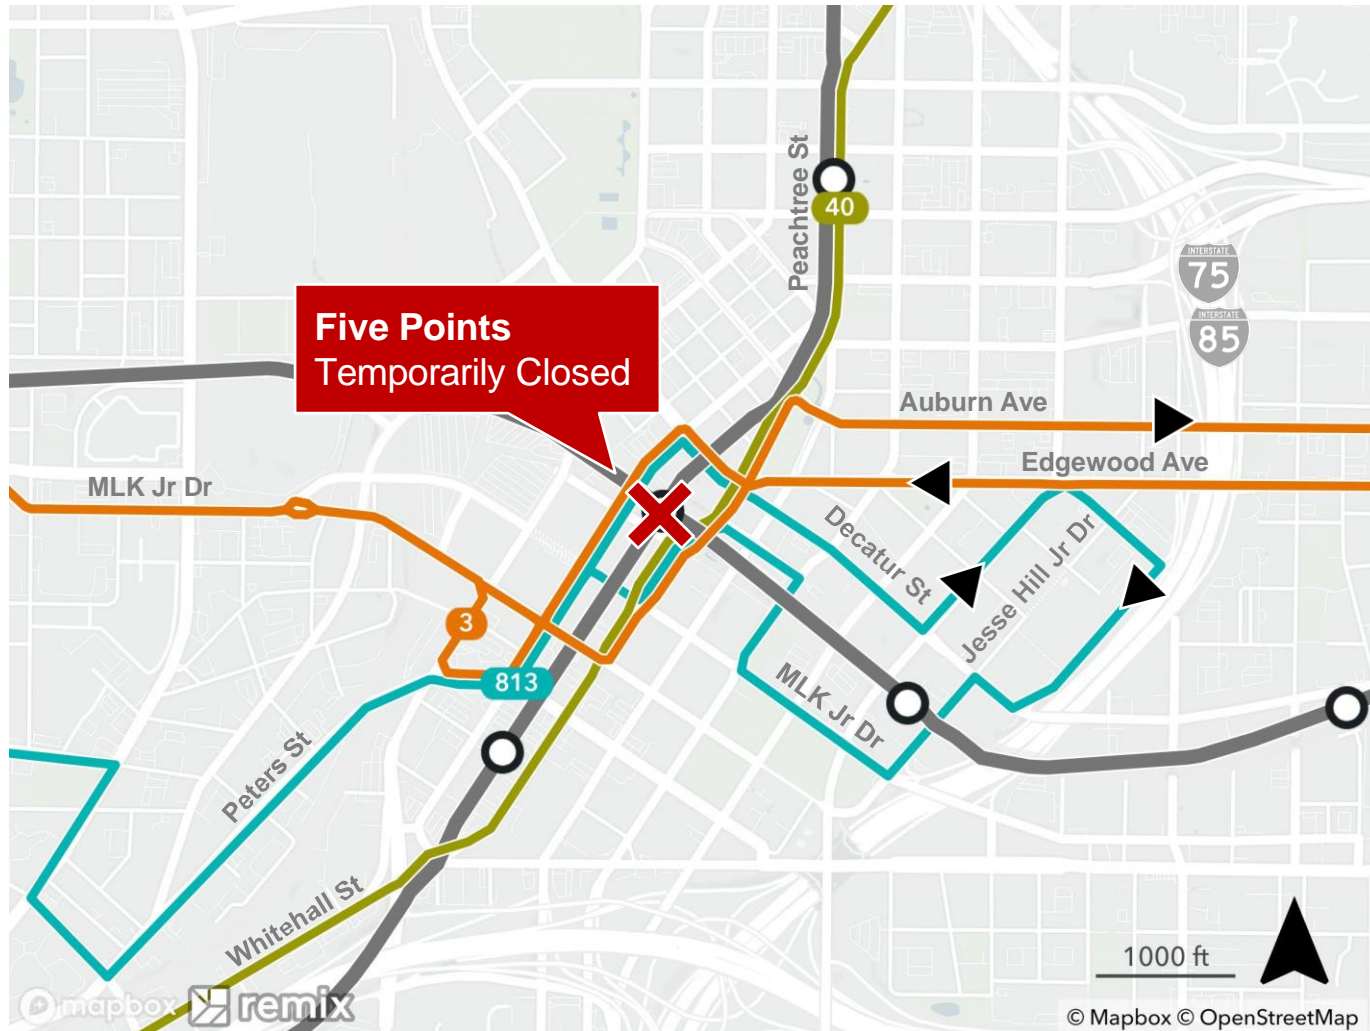 Peachtree St
40
INTERSTATE
75
INTERSTATE
85
Five Points
Temporarily Closed
Auburn Ave
Edgewood Ave
MLK Jr Dr
Decatur St
Jesse Hill Jr Dr
3
813
MLK Jr Dr
Peters St
Whitehall St
1000 ft
mapbox remix
© Mapbox © OpenStreetMap